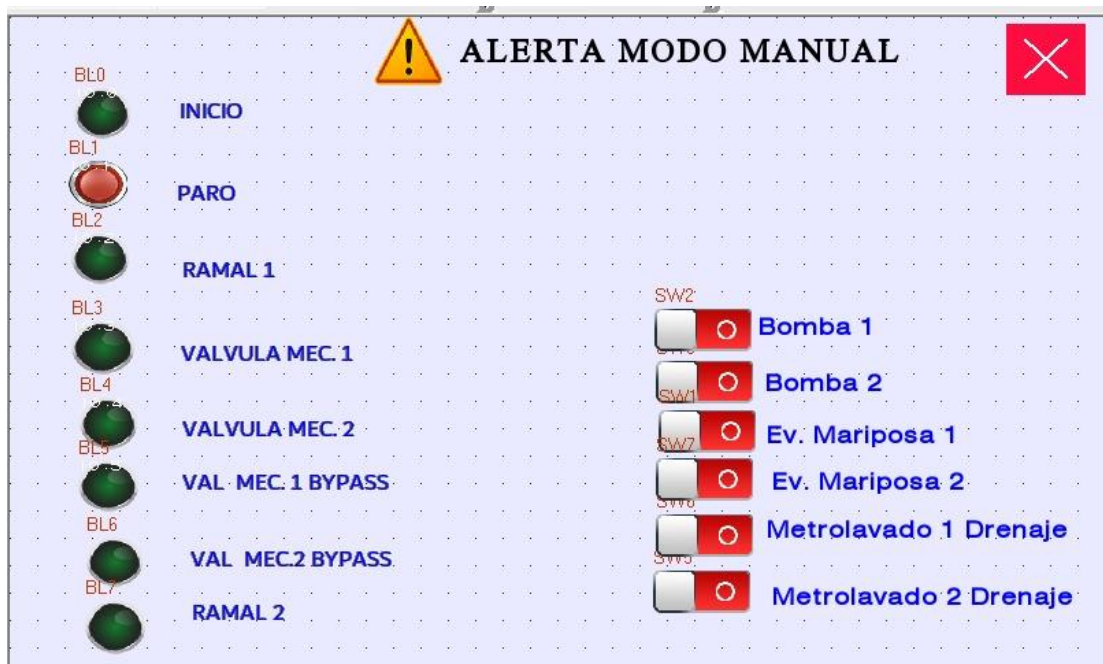 ALERTA MODO MANUAL
BL0
INICIO
BL1
PARO
BL2
RAMAL 1
BL3
VALVULA MEC. 1
BL4
VALVULA MEC. 2
BL5
VAL MEC. 1 BYPASS
BL6
VAL MEC.2 BYPASS
BL7
RAMAL 2
SW2
Bomba 1
Bomba 2
SW1
Ev. Mariposa 1
SW7
Ev. Mariposa 2
Metrolavado 1 Drenaje
Metrolavado 2 Drenaje